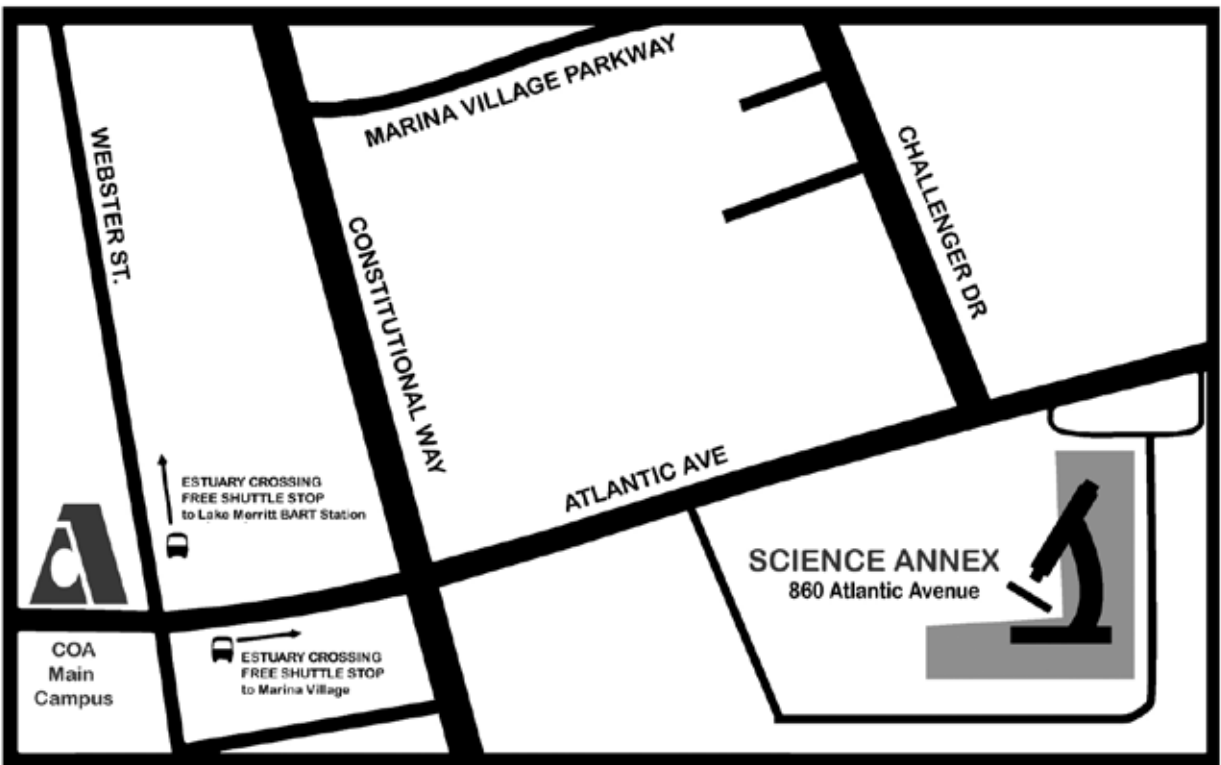 MARINA VILLAGE PARKWAY
WEBSTER ST.
CHALLENGER DR
CONSTITUTIONAL WAY
ATLANTIC AVE
ESTUARY CROSSING
FREE SHUTTLE STOP
to Lake Merritt BART Station
SCIENCE ANNEX
860 Atlantic Avenue
COA
Main
Campus
ESTUARY CROSSING
FREE SHUTTLE STOP
to Marina Village